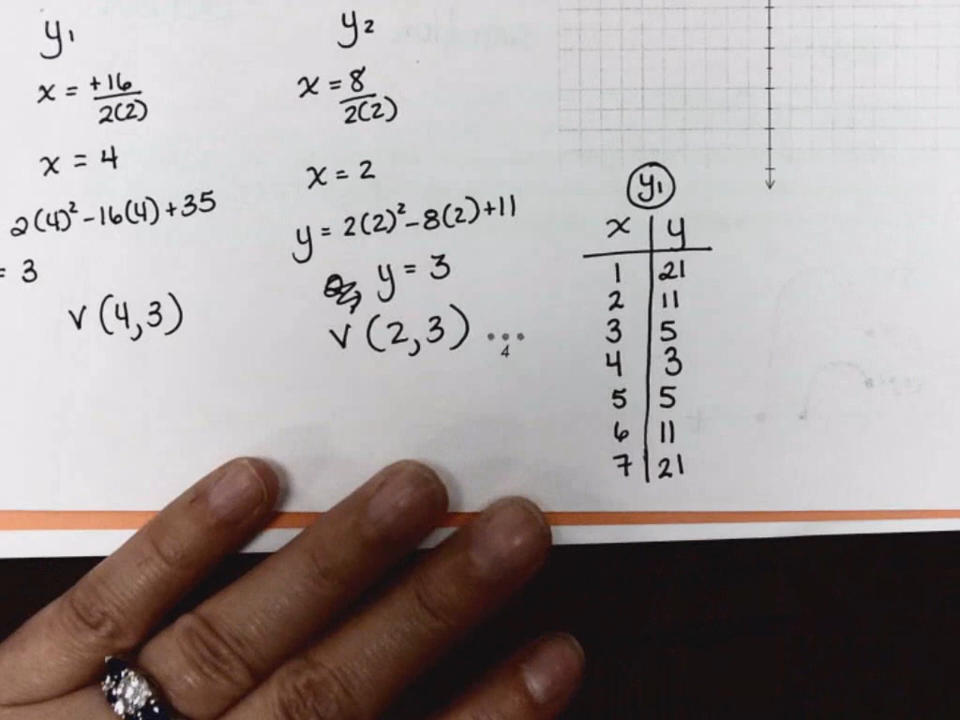 y₁
x = +16/2(2)
x = 4
2(4)² - 16(4) + 35
= 3
V (4,3)
y₂
x = 8/2(2)
x = 2
y = 2(2)² - 8(2) + 11
y = 3
V (2,3)
4
y₁
x | y
1 | 21
2 | 11
3 | 5
4 | 3
5 | 5
6 | 11
7 | 21